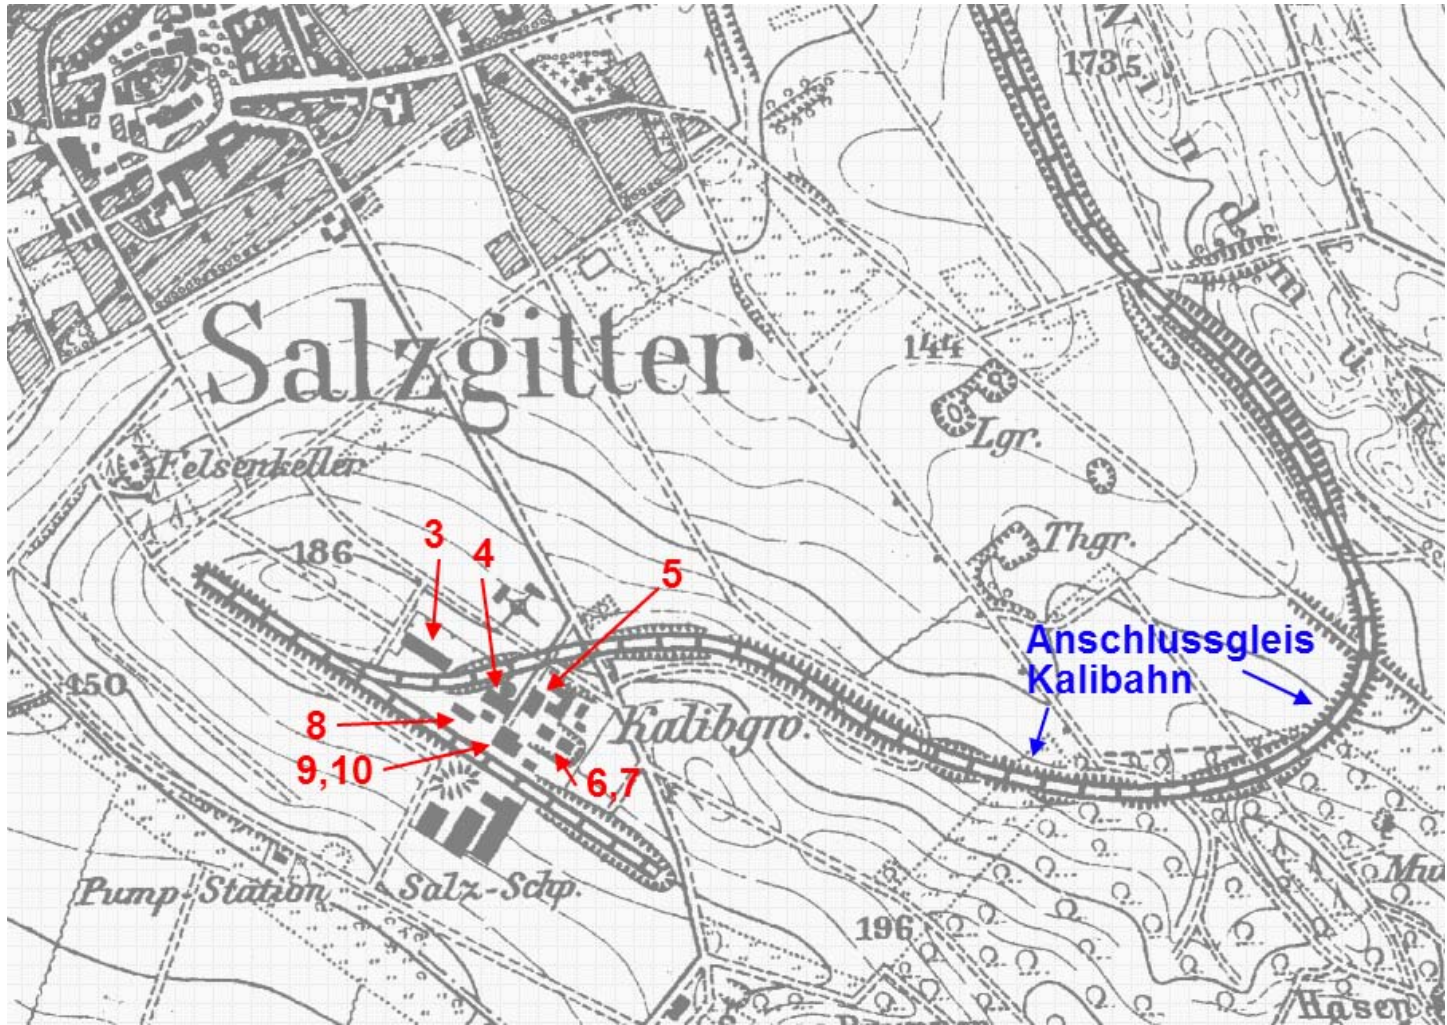 173,5
Salzgitter
144
Lgr.
Felsenkeller
3
4
186
Thgr.
5
Anschlussgleis
Kalibahn
150
8
Kalibgw.
9,10
6,7
Pump-Station
Salz-Schp.
196
Hasen